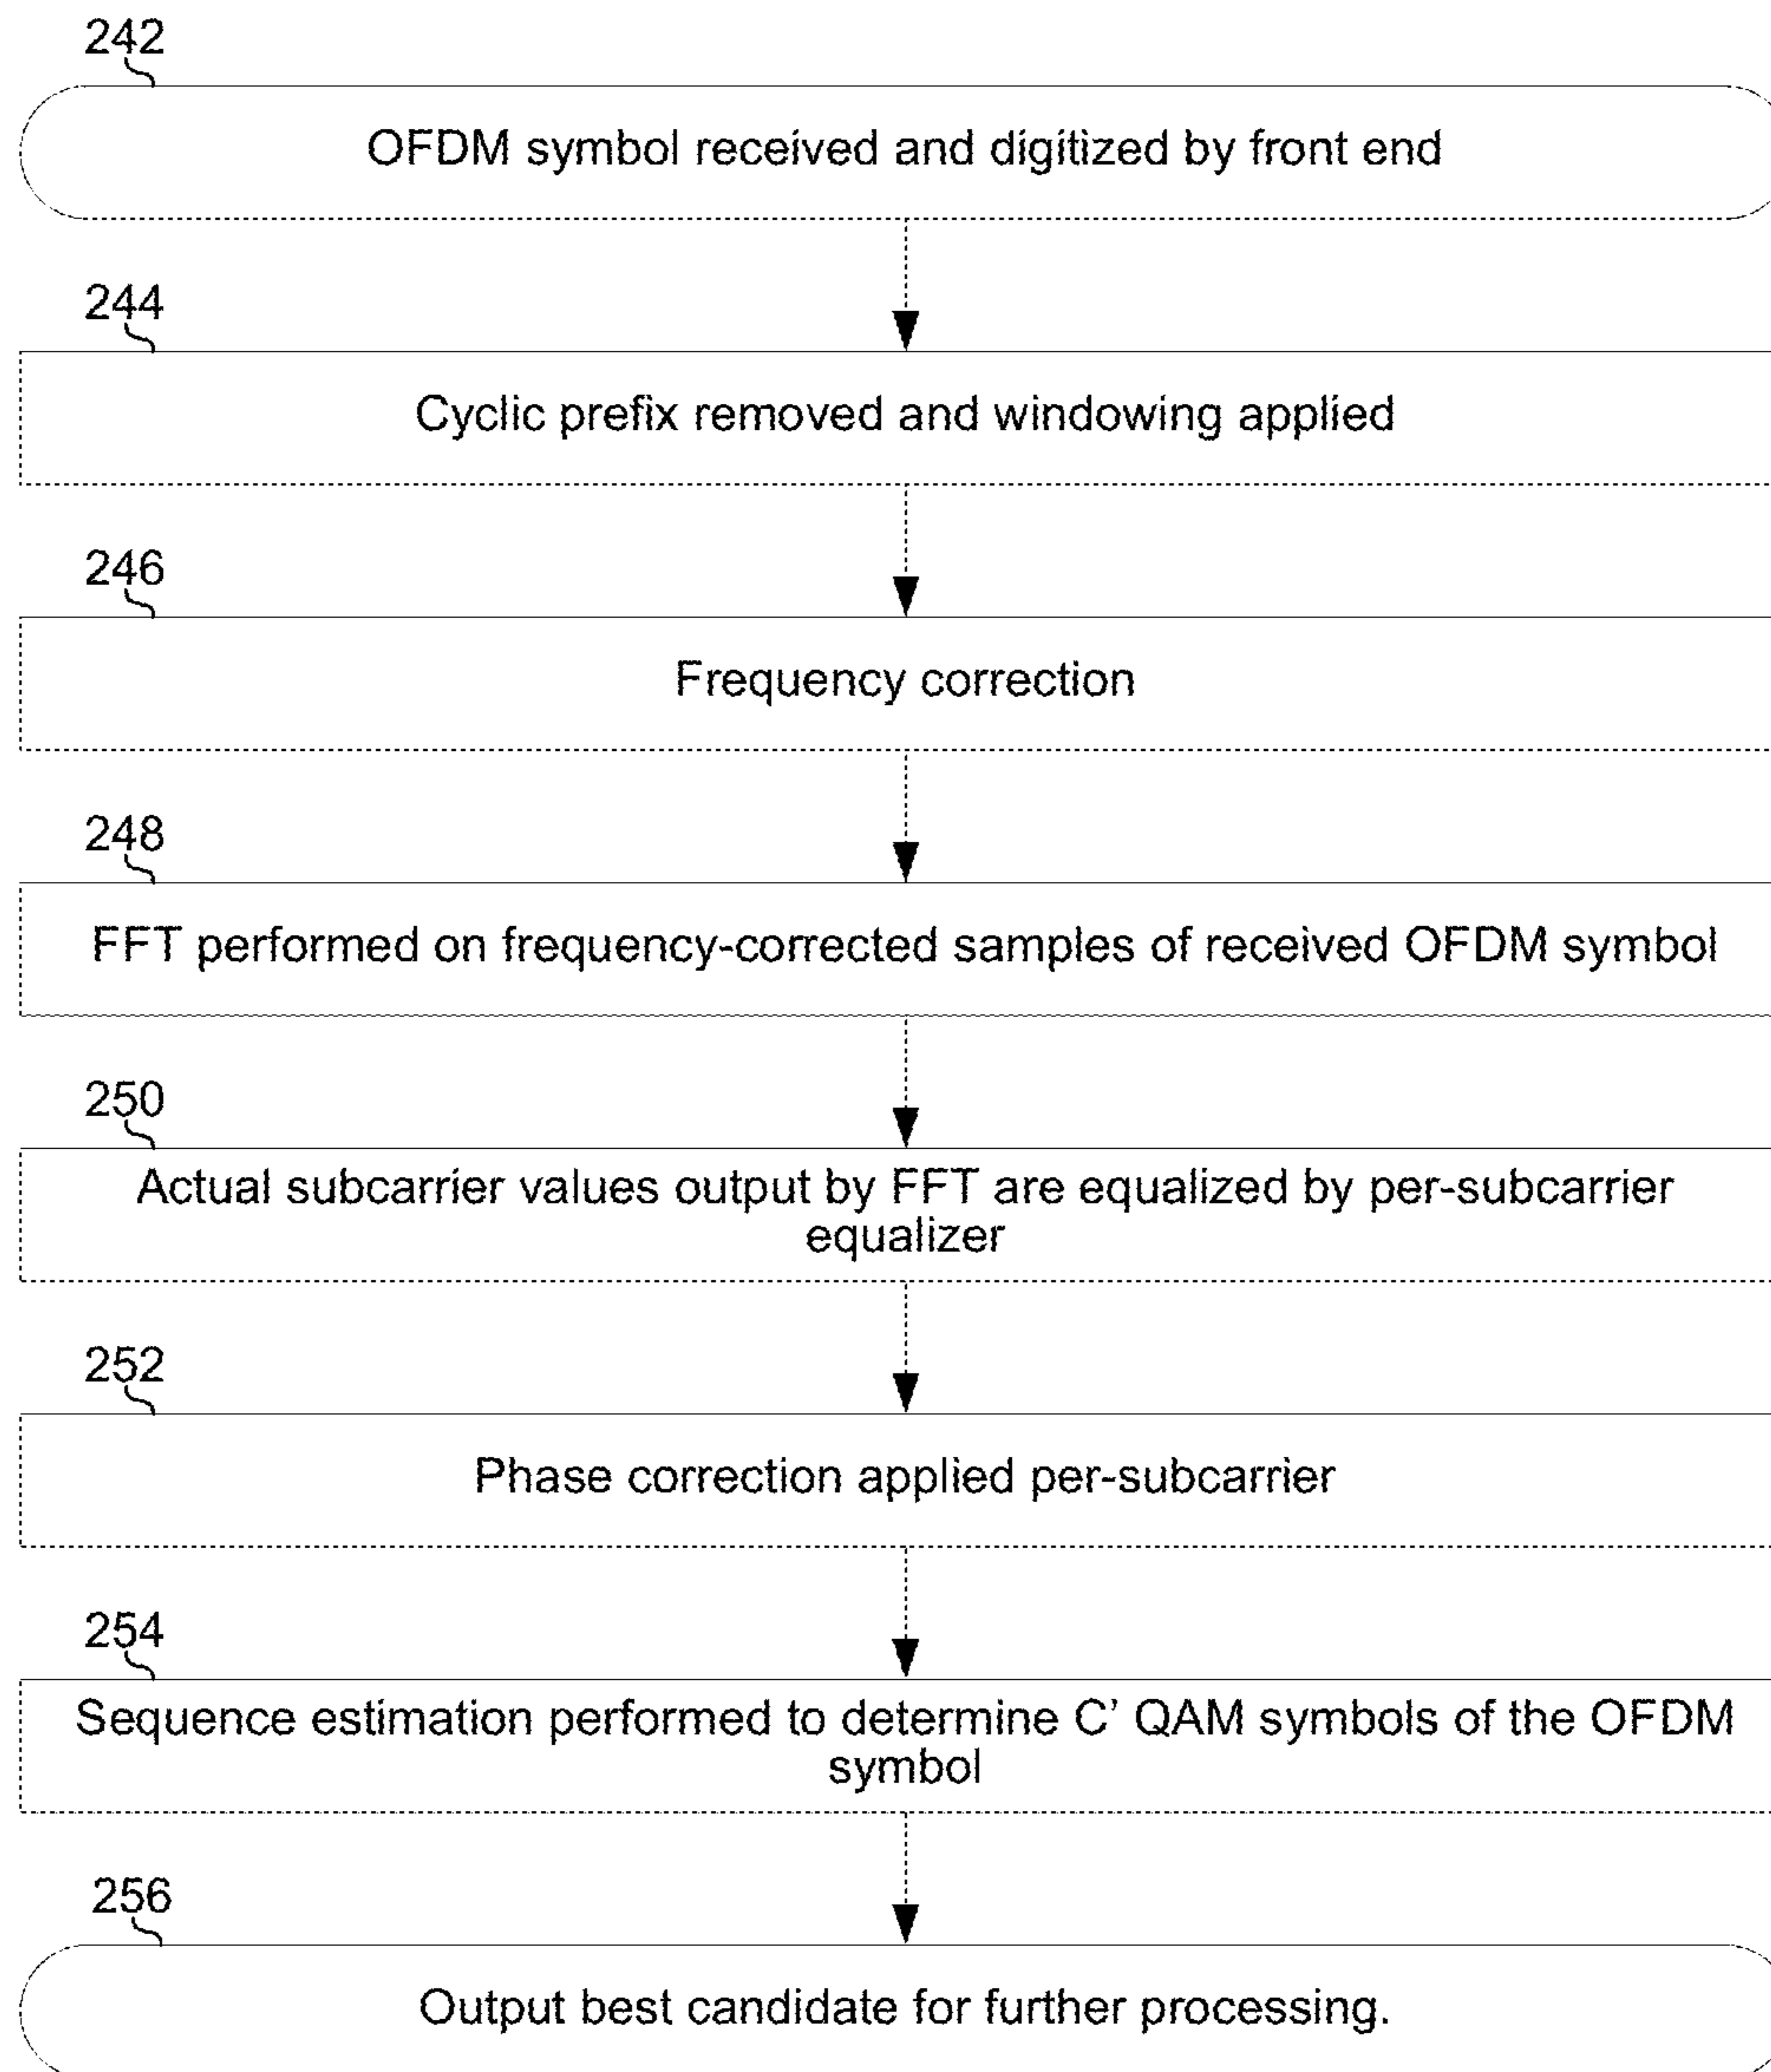 242
OFDM symbol received and digitized by front end
244
Cyclic prefix removed and windowing applied
246
Frequency correction
248
FFT performed on frequency-corrected samples of received OFDM symbol
250
Actual subcarrier values output by FFT are equalized by per-subcarrier
equalizer
252
Phase correction applied per-subcarrier
254
Sequence estimation performed to determine C' QAM symbols of the OFDM
symbol
256
Output best candidate for further processing.